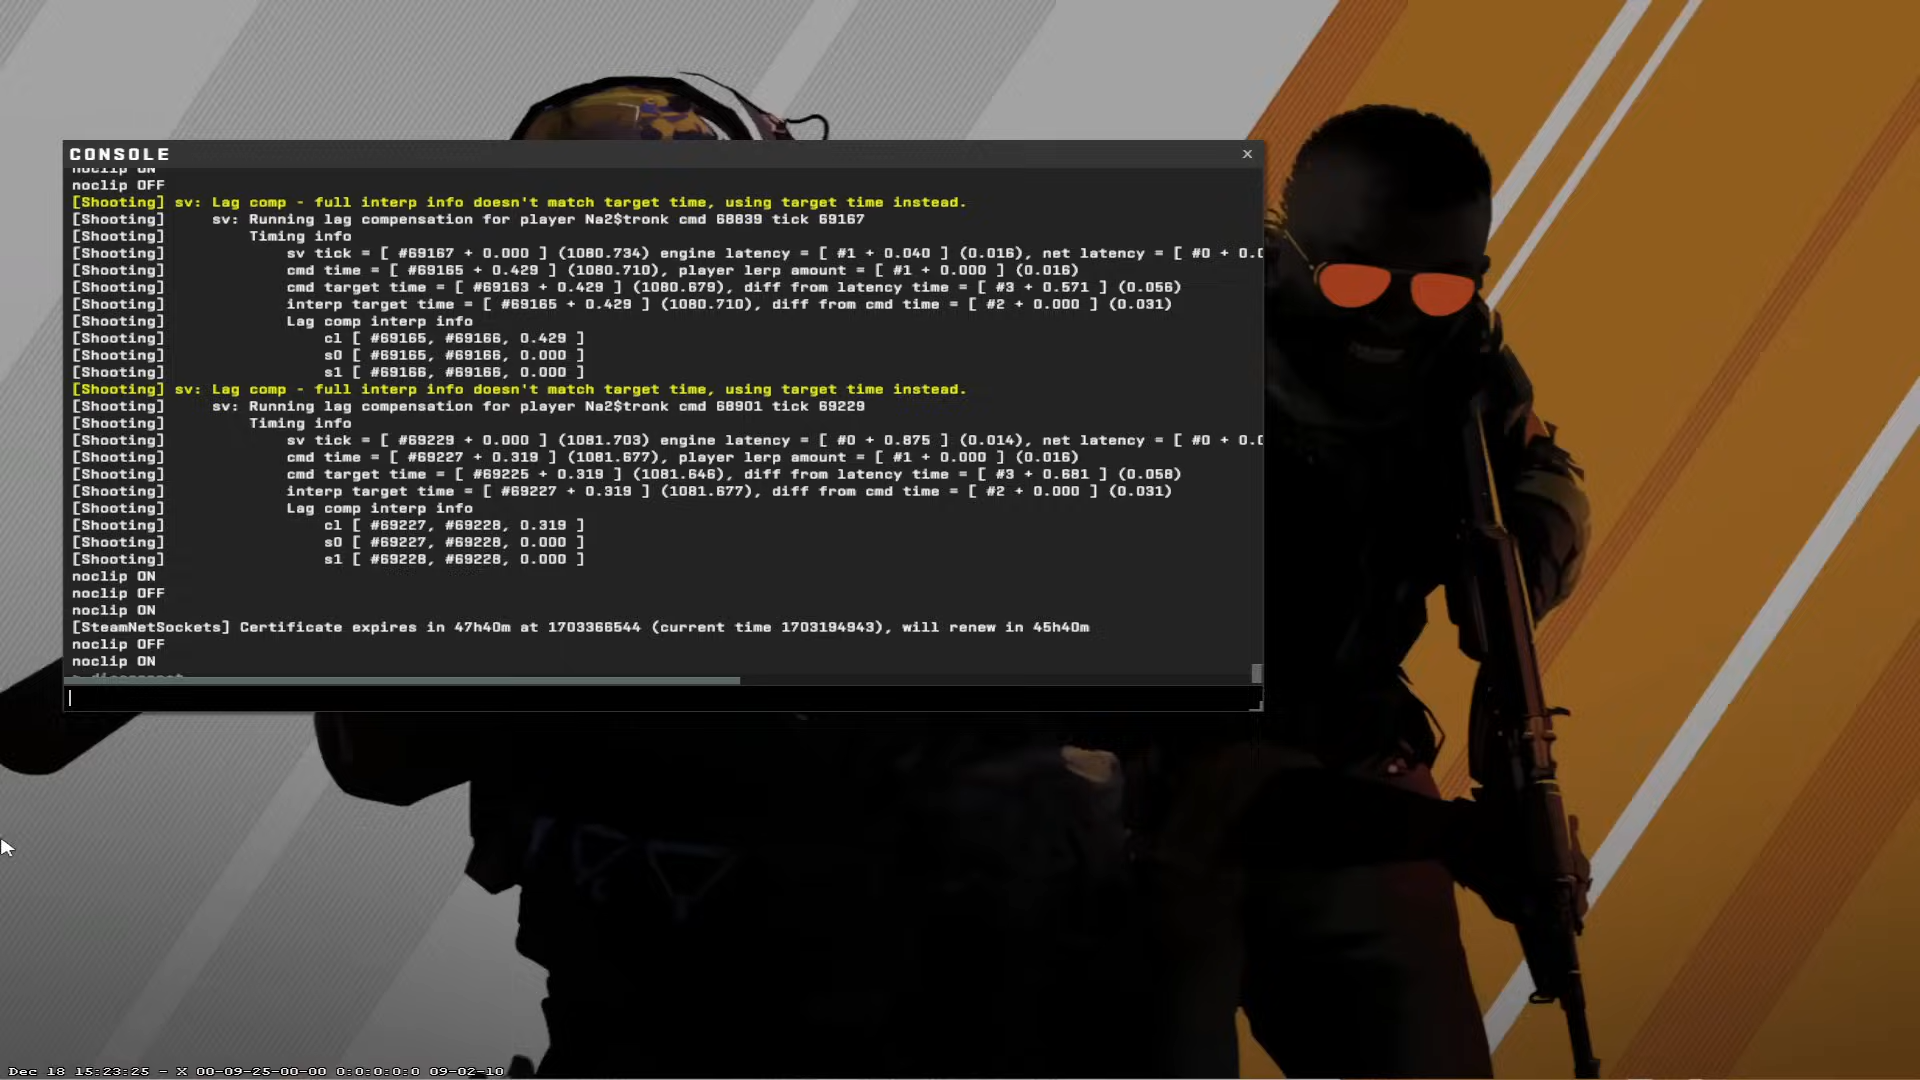 CONSOLE
noclip ON
noclip OFF
[Shooting] sv: Lag comp - full interp info doesn't match target time, using target time instead.
[Shooting] sv: Running lag compensation for player Na2$tronk cmd 68839 tick 69167
[Shooting] Timing info
[Shooting] sv tick = [ #69167 + 0.000 ] (1080.734) engine latency = [ #1 + 0.040 ] (0.016), net latency = [ #0 + 0.0
[Shooting] cmd time = [ #69165 + 0.429 ] (1080.710), player lerp amount = [ #1 + 0.000 ] (0.016)
[Shooting] cmd target time = [ #69163 + 0.429 ] (1080.679), diff from latency time = [ #3 + 0.571 ] (0.056)
[Shooting] interp target time = [ #69165 + 0.429 ] (1080.710), diff from cmd time = [ #2 + 0.000 ] (0.031)
[Shooting] Lag comp interp info
[Shooting] cl [ #69165, #69166, 0.429 ]
[Shooting] s0 [ #69165, #69166, 0.000 ]
[Shooting] s1 [ #69166, #69166, 0.000 ]
[Shooting] sv: Lag comp - full interp info doesn't match target time, using target time instead.
[Shooting] sv: Running lag compensation for player Na2$tronk cmd 68901 tick 69229
[Shooting] Timing info
[Shooting] sv tick = [ #69229 + 0.000 ] (1081.703) engine latency = [ #0 + 0.875 ] (0.014), net latency = [ #0 + 0.0
[Shooting] cmd time = [ #69227 + 0.319 ] (1081.677), player lerp amount = [ #1 + 0.000 ] (0.016)
[Shooting] cmd target time = [ #69225 + 0.319 ] (1081.646), diff from latency time = [ #3 + 0.681 ] (0.058)
[Shooting] interp target time = [ #69227 + 0.319 ] (1081.677), diff from cmd time = [ #2 + 0.000 ] (0.031)
[Shooting] Lag comp interp info
[Shooting] cl [ #69227, #69228, 0.319 ]
[Shooting] s0 [ #69227, #69228, 0.000 ]
[Shooting] s1 [ #69228, #69228, 0.000 ]
noclip ON
noclip OFF
noclip ON
[SteamNetSockets] Certificate expires in 47h40m at 1703366544 (current time 1703194943), will renew in 45h40m
noclip OFF
noclip ON
> disconnect
Dec 18 15:23:25 - X 00-09-25-00-00 0:0:0:0:0 09-02-10